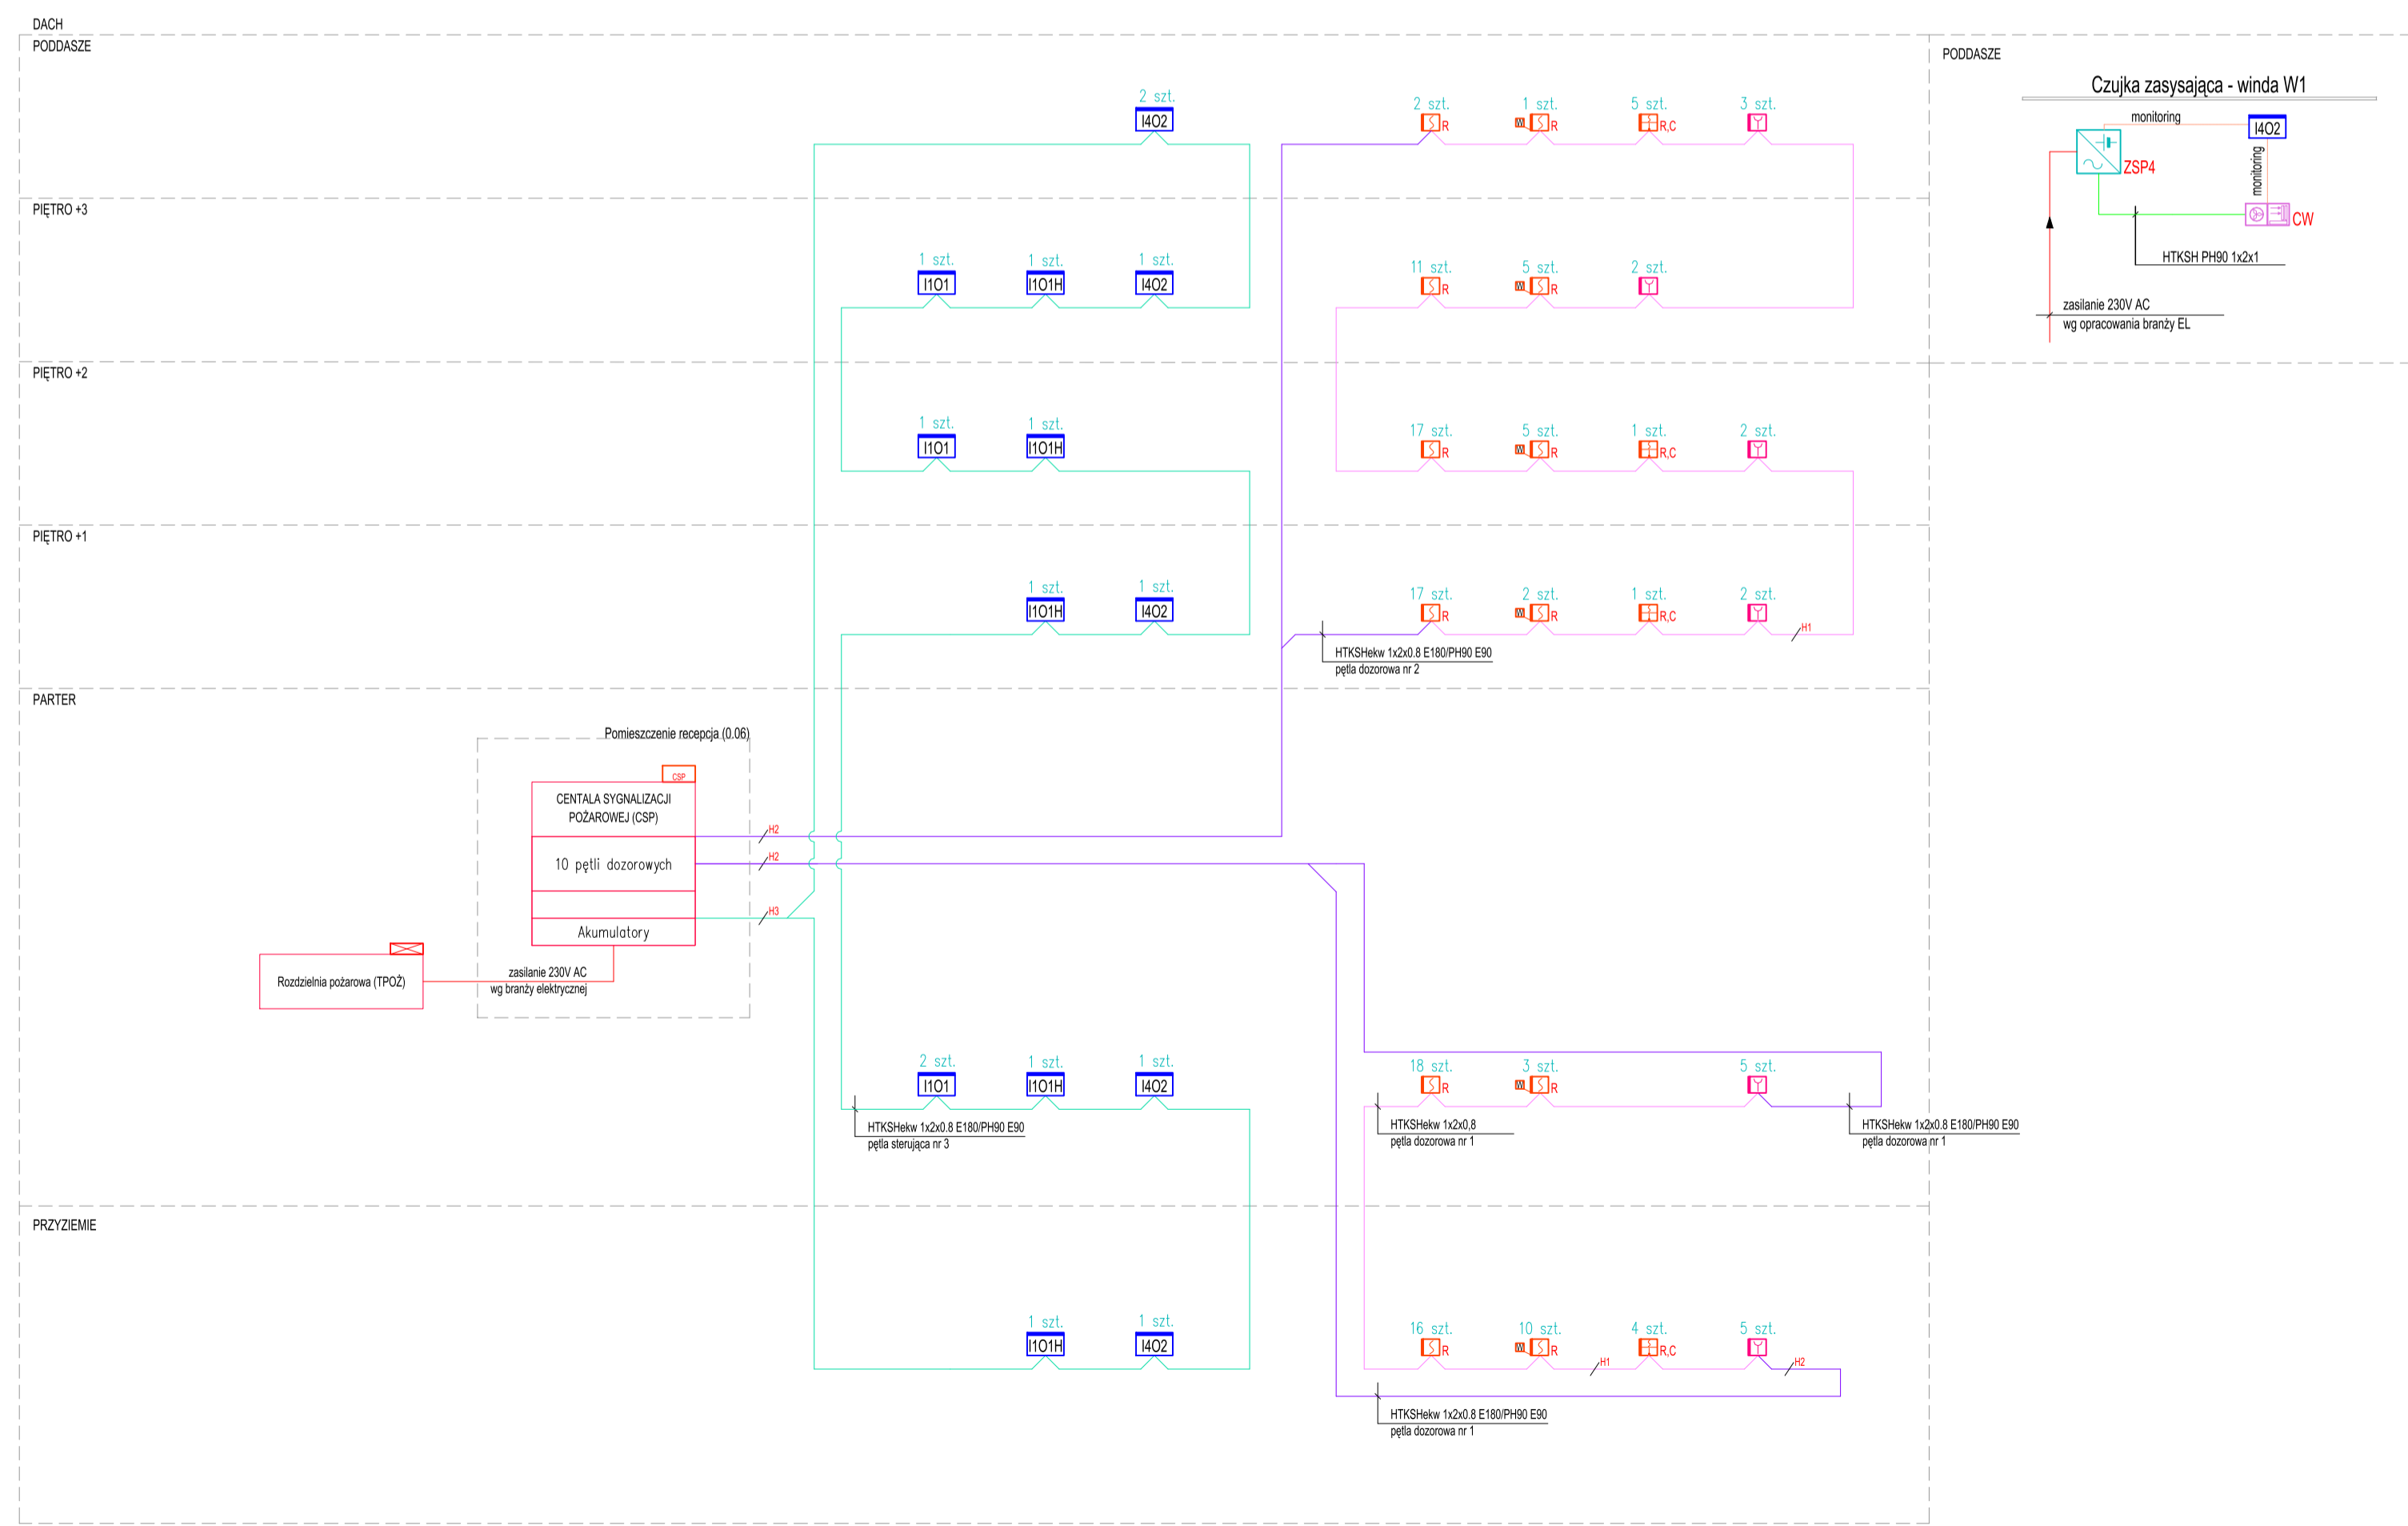 DACH
PODDASZE
2 szt.
I4O2
2 szt.
R
1 szt.
W
R
5 szt.
R,C
3 szt.
PODDASZE
Czujka zasysająca - winda W1
monitoring
I4O2
ZSP4
monitoring
CW
HTKSH PH90 1x2x1
zasilanie 230V AC
wg opracowania branży EL
PIĘTRO +3
1 szt.
I1O1
1 szt.
I1O1H
1 szt.
I4O2
11 szt.
R
5 szt.
W
R
2 szt.
PIĘTRO +2
1 szt.
I1O1
1 szt.
I1O1H
17 szt.
R
5 szt.
W
R
1 szt.
R,C
2 szt.
PIĘTRO +1
1 szt.
I1O1H
1 szt.
I4O2
17 szt.
R
2 szt.
W
R
1 szt.
R,C
2 szt.
H1
HTKSHekw 1x2x0.8 E180/PH90 E90
pętla dozorowa nr 2
PARTER
Pomieszczenie recepcja (0.06)
CSP
CENTALA SYGNALIZACJI
POŻAROWEJ (CSP)
10 pętli dozorowych
Akumulatory
H2
H2
H3
Rozdzielnia pożarowa (TPOŻ)
zasilanie 230V AC
wg branży elektrycznej
2 szt.
I1O1
1 szt.
I1O1H
1 szt.
I4O2
HTKSHekw 1x2x0.8 E180/PH90 E90
pętla sterująca nr 3
18 szt.
R
3 szt.
W
R
5 szt.
HTKSHekw 1x2x0,8
pętla dozorowa nr 1
HTKSHekw 1x2x0.8 E180/PH90 E90
pętla dozorowa nr 1
PRZYZIEMIE
1 szt.
I1O1H
1 szt.
I4O2
16 szt.
R
10 szt.
W
R
H1
4 szt.
R,C
5 szt.
H2
HTKSHekw 1x2x0.8 E180/PH90 E90
pętla dozorowa nr 1